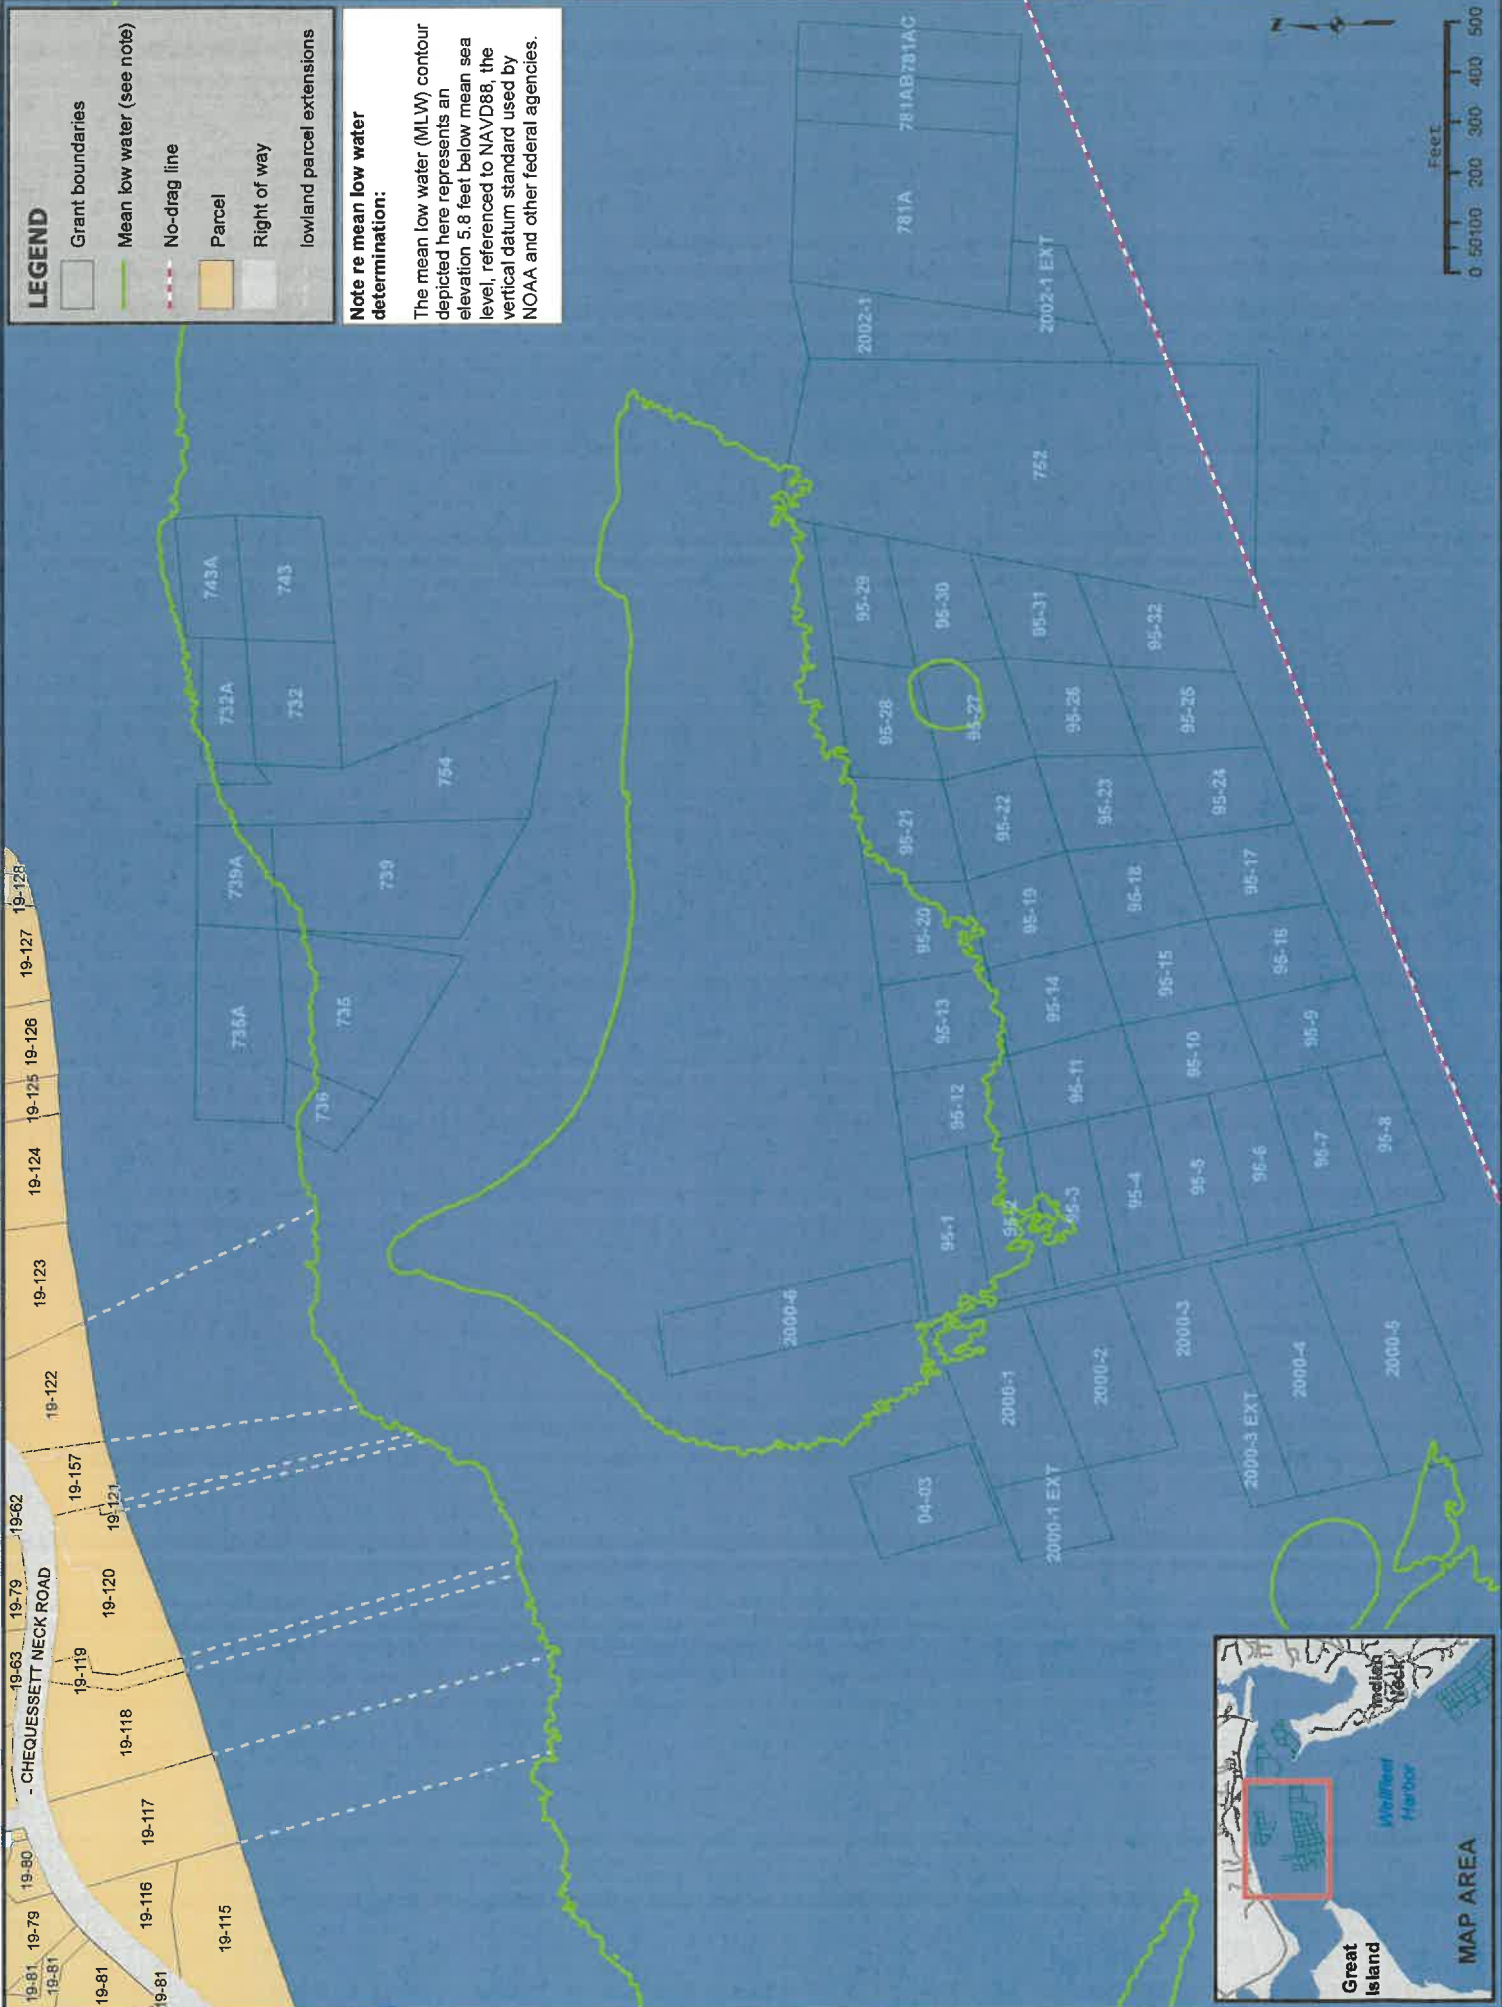 LEGEND
Grant boundaries
Mean low water (see note)
No-drag line
Parcel
Right of way
lowland parcel extensions
Note re mean low water
determination:
The mean low water (MLW) contour
depicted here represents an
elevation 5.8 feet below mean sea
level, referenced to NAVD88, the
vertical datum standard used by
NOAA and other federal agencies.
19-81
19-81
19-81
19-81
19-79
19-80
- CHEQUESSETT NECK ROAD
19-63
19-79
19-62
19-115
19-116
19-117
19-118
19-119
19-120
19-121
19-157
19-122
19-123
19-124
19-125
19-126
19-127
19-128
736
735A
735
739A
739
754
732A
732
743A
743
04-03
2000-6
2000-1
2000-1 EXT
2000-2
2000-3
2000-3 EXT
2000-4
2000-5
95-1
95-2
95-3
95-4
95-5
95-6
95-7
95-8
95-9
95-10
95-11
95-12
95-13
95-14
95-15
95-16
95-17
95-18
95-19
95-20
95-21
95-22
95-23
95-24
95-25
95-26
95-27
95-28
95-29
95-30
95-31
95-32
752
2002-1
2002-1 EXT
781A
781AB
781AC
N
Feet
0 50 100 200 300 400 500
Great
Island
Wellfleet
Harbor
Indian
Neck
MAP AREA